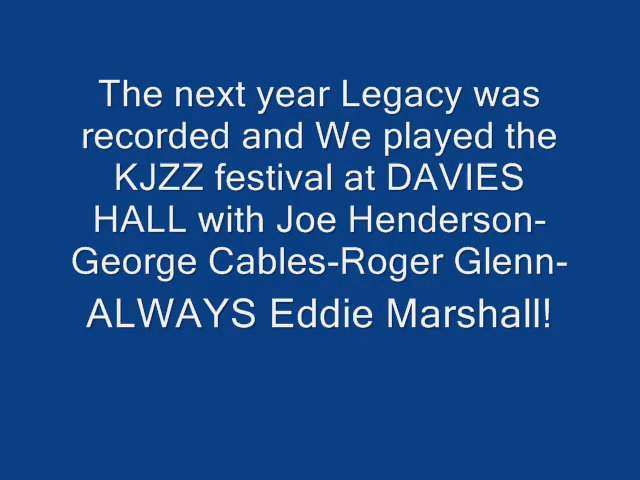 The next year Legacy was
recorded and We played the
KJZZ festival at DAVIES
HALL with Joe Henderson-
George Cables-Roger Glenn-
ALWAYS Eddie Marshall!